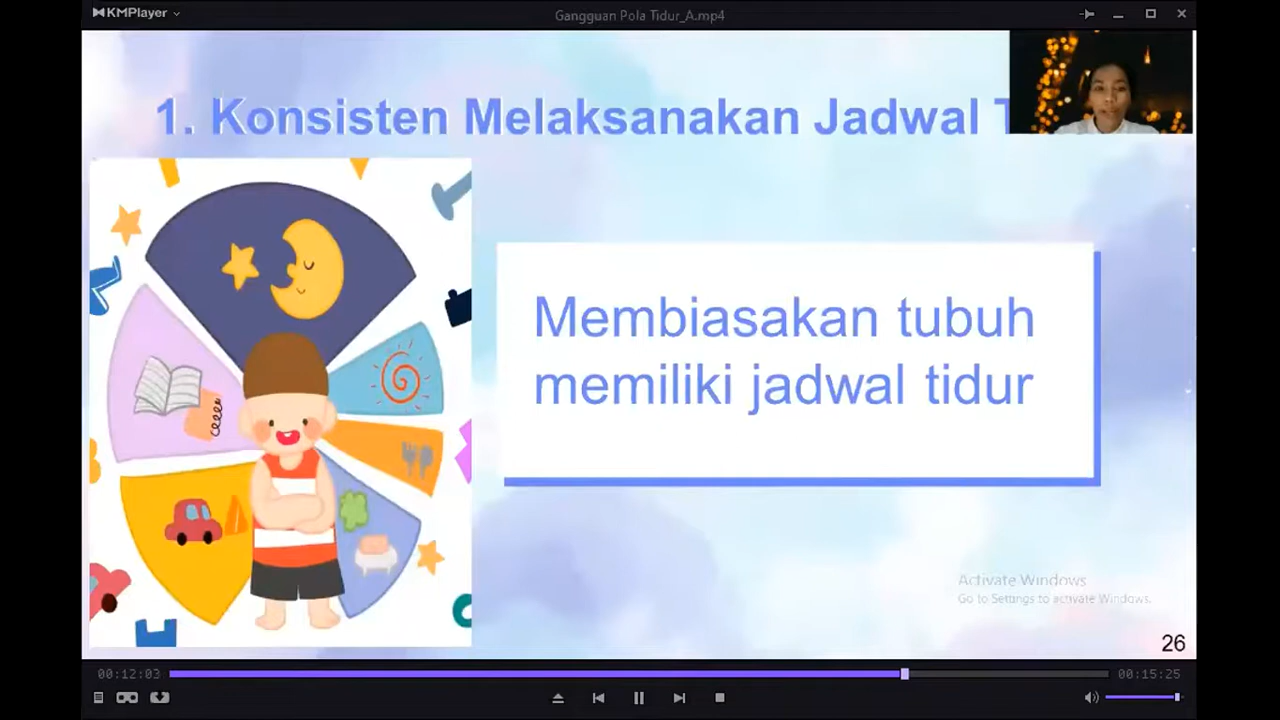 KMPlayer
Gangguan Pola Tidur_A.mp4
1. Konsisten Melaksanakan Jadwal T
Membiasakan tubuh
memiliki jadwal tidur
Activate Windows
Go to Settings to activate Windows.
26
00:12:03
00:15:25